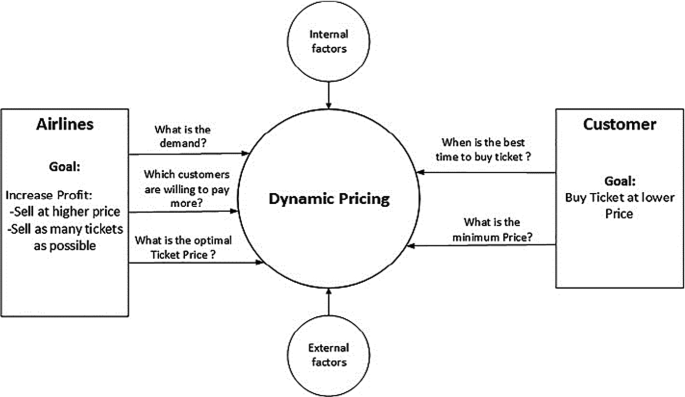 Internal
factors
Airlines
Goal:
Increase Profit:
-Sell at higher price
-Sell as many tickets
as possible
What is the
demand?
Which customers
are willing to pay
more?
What is the optimal
Ticket Price ?
Dynamic Pricing
When is the best
time to buy ticket ?
What is the
minimum Price?
Customer
Goal:
Buy Ticket at lower
Price
External
factors